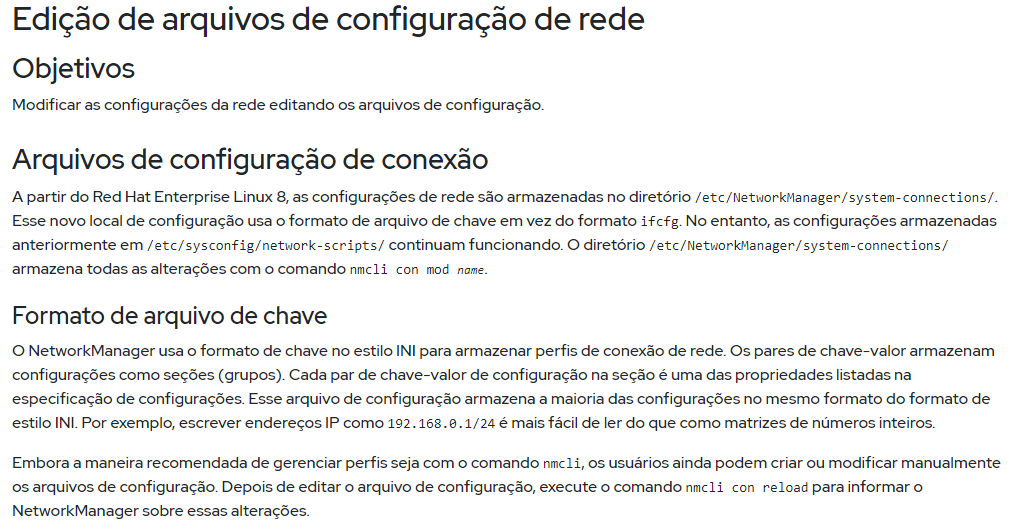 Edição de arquivos de configuração de rede
Objetivos
Modificar as configurações da rede editando os arquivos de configuração.
Arquivos de configuração de conexão
A partir do Red Hat Enterprise Linux 8, as configurações de rede são armazenadas no diretório /etc/NetworkManager/system-connections/.
Esse novo local de configuração usa o formato de arquivo de chave em vez do formato ifcfg. No entanto, as configurações armazenadas
anteriormente em /etc/sysconfig/network-scripts/ continuam funcionando. O diretório /etc/NetworkManager/system-connections/
armazena todas as alterações com o comando nmcli con mod name.
Formato de arquivo de chave
O NetworkManager usa o formato de chave no estilo INI para armazenar perfis de conexão de rede. Os pares de chave-valor armazenam
configurações como seções (grupos). Cada par de chave-valor de configuração na seção é uma das propriedades listadas na
especificação de configurações. Esse arquivo de configuração armazena a maioria das configurações no mesmo formato do formato de
estilo INI. Por exemplo, escrever endereços IP como 192.168.0.1/24 é mais fácil de ler do que como matrizes de números inteiros.
Embora a maneira recomendada de gerenciar perfis seja com o comando nmcli, os usuários ainda podem criar ou modificar manualmente
os arquivos de configuração. Depois de editar o arquivo de configuração, execute o comando nmcli con reload para informar o
NetworkManager sobre essas alterações.